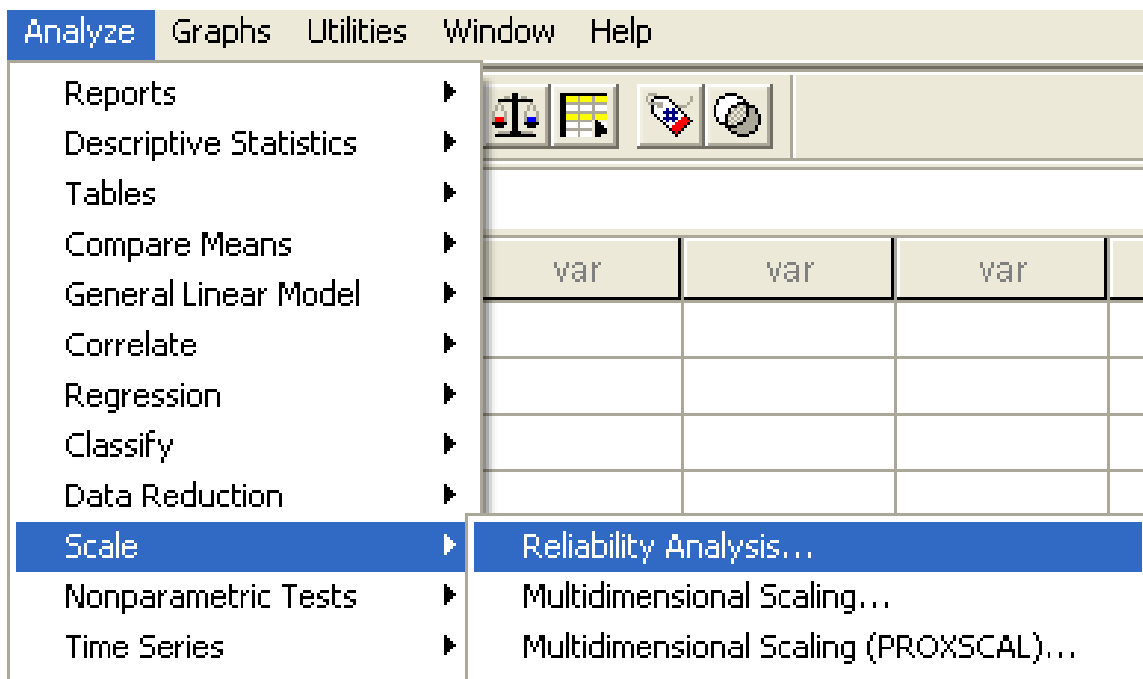 Analyze Graphs Utilities Window Help
Reports
Descriptive Statistics
Tables
Compare Means
General Linear Model
Correlate
Regression
Classify
Data Reduction
Scale
Nonparametric Tests
Time Series
var var var
Reliability Analysis...
Multidimensional Scaling...
Multidimensional Scaling (PROXSCAL)...